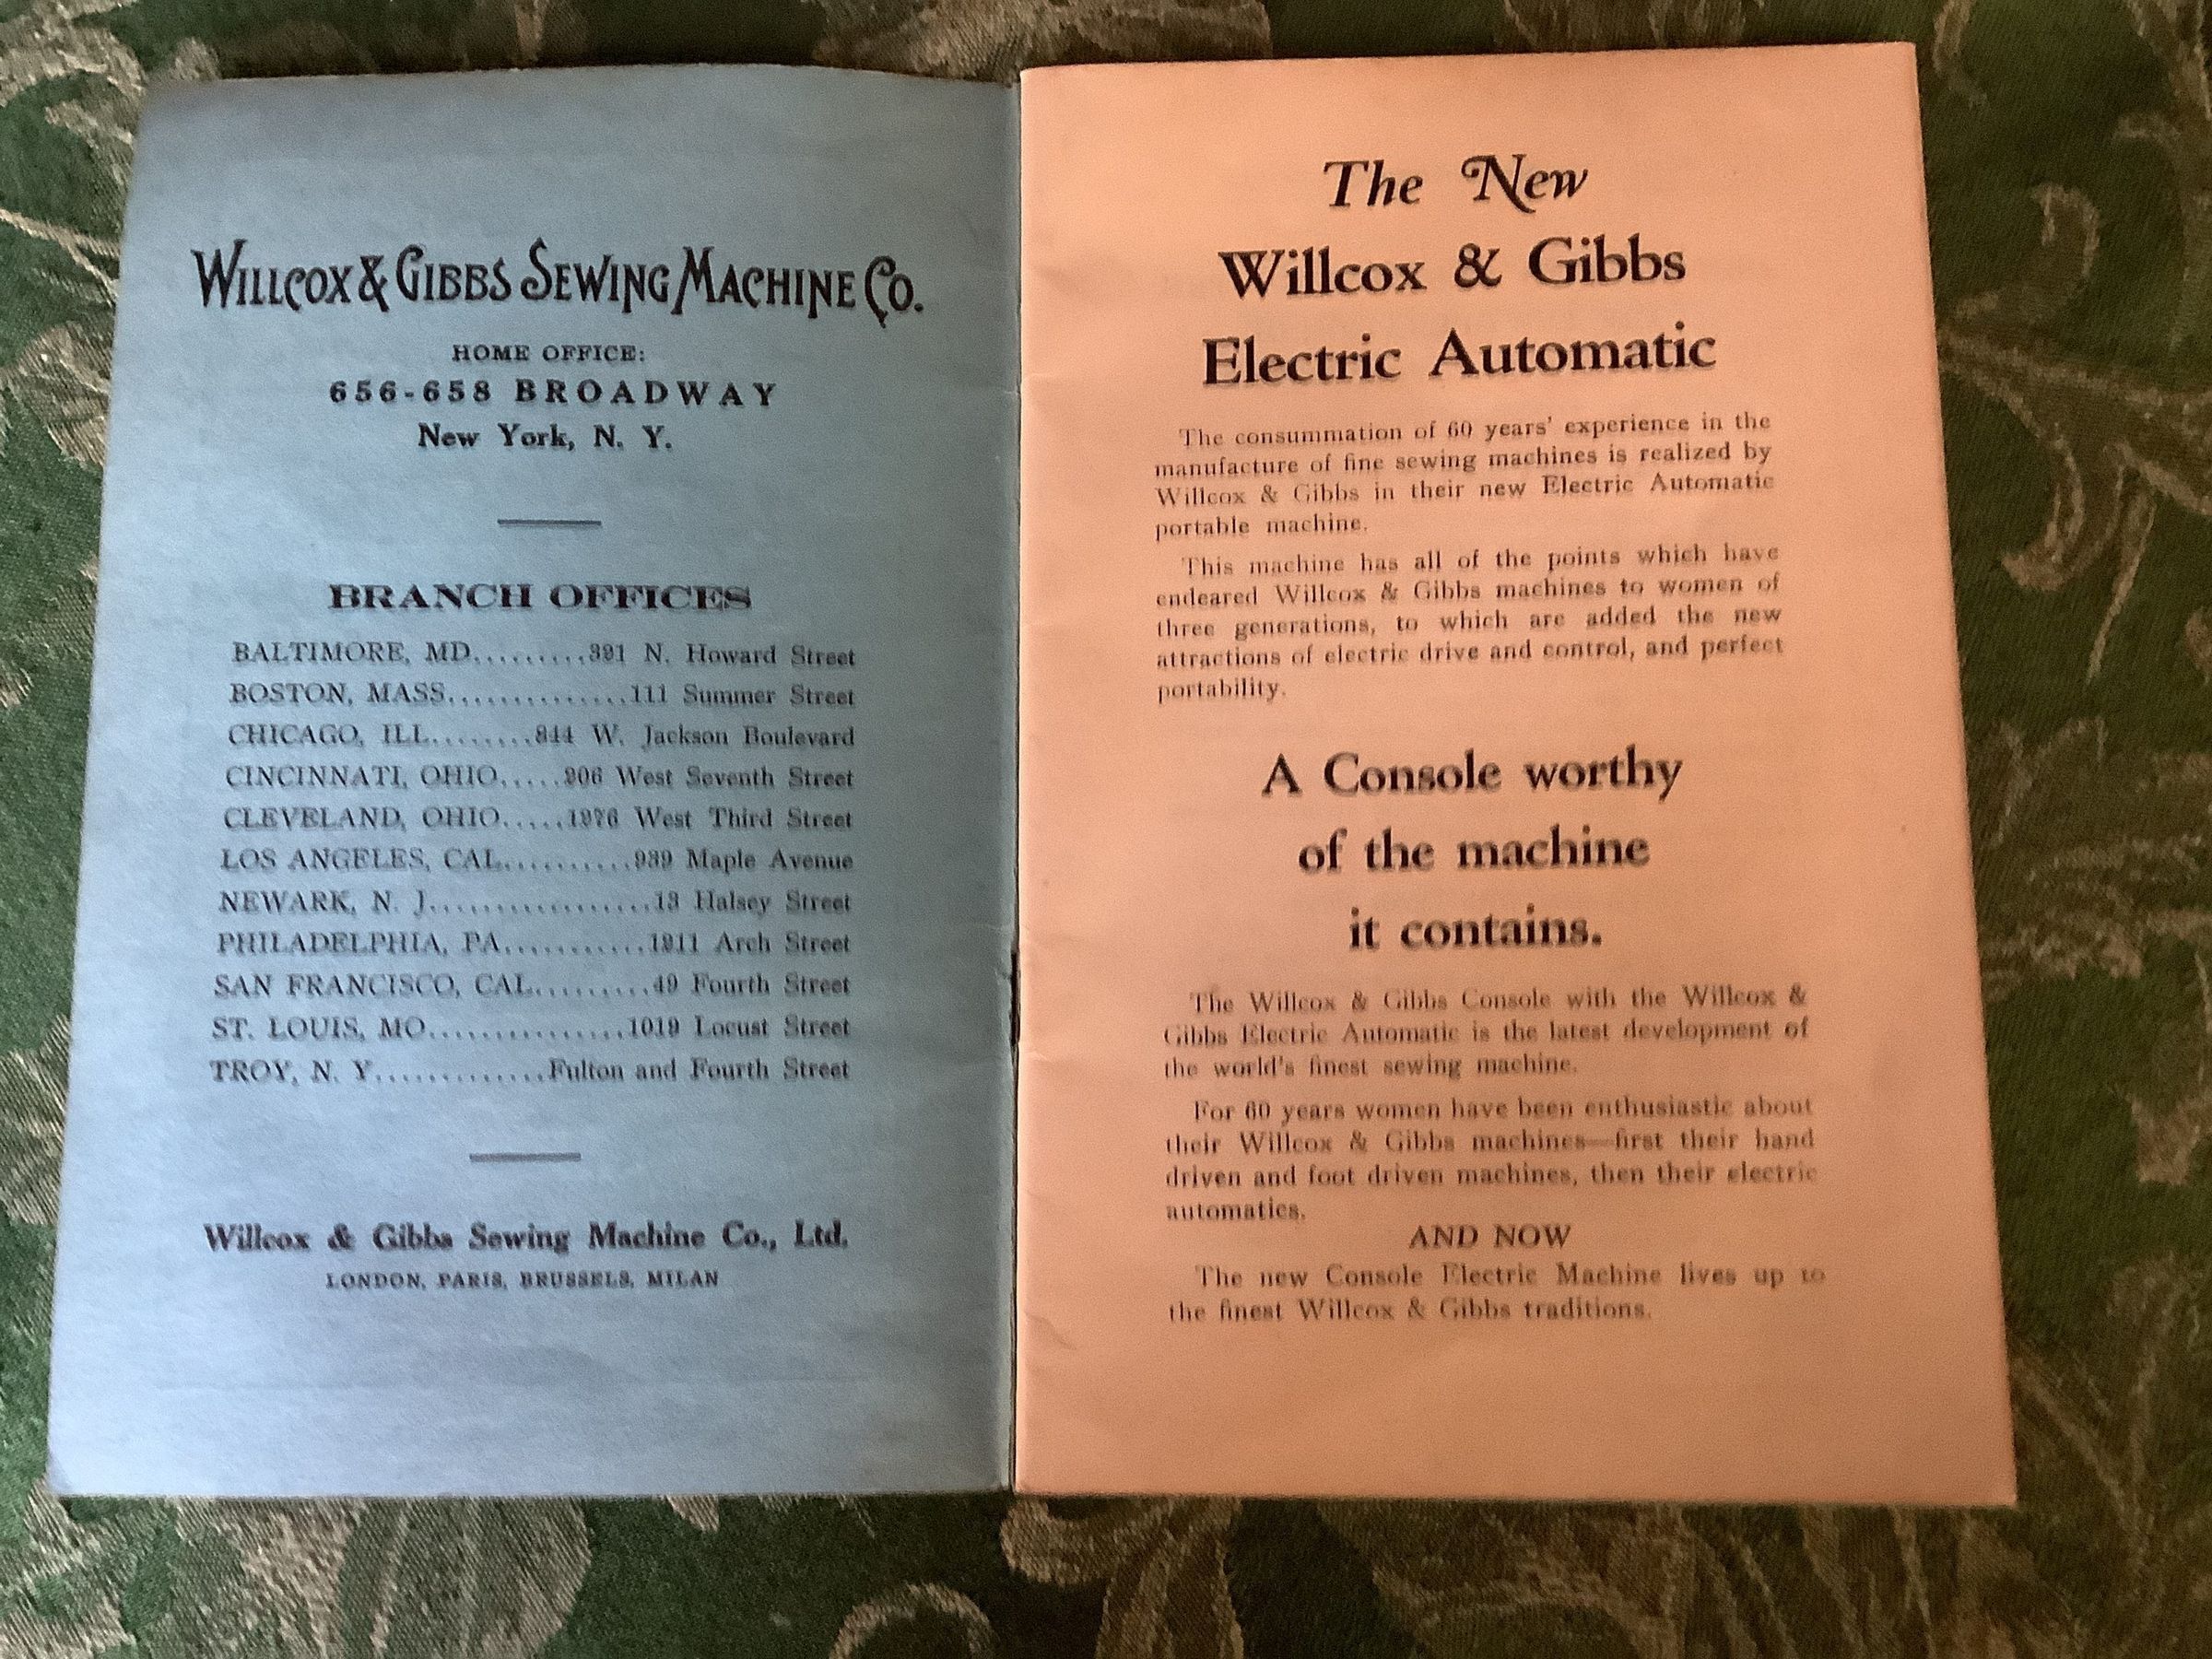 WILLCOX & GIBBS SEWING MACHINE CO.
HOME OFFICE:
656-658 BROADWAY
New York, N. Y.
BRANCH OFFICES
BALTIMORE, MD.........391 N. Howard Street
BOSTON, MASS..............111 Summer Street
CHICAGO, ILL........844 W. Jackson Boulevard
CINCINNATI, OHIO.....206 West Seventh Street
CLEVELAND, OHIO.....1276 West Third Street
LOS ANGELES, CAL..........939 Maple Avenue
NEWARK, N. J.................13 Halsey Street
PHILADELPHIA, PA...........1911 Arch Street
SAN FRANCISCO, CAL.........49 Fourth Street
ST. LOUIS, MO...............1019 Locust Street
TROY, N. Y.............Fulton and Fourth Street
Willcox & Gibbs Sewing Machine Co., Ltd.
LONDON, PARIS, BRUSSELS, MILAN
The New
Willcox & Gibbs
Electric Automatic
The consummation of 60 years' experience in the
manufacture of fine sewing machines is realized by
Willcox & Gibbs in their new Electric Automatic
portable machine.
This machine has all of the points which have
endeared Willcox & Gibbs machines to women of
three generations, to which are added the new
attractions of electric drive and control, and perfect
portability.
A Console worthy
of the machine
it contains.
The Willcox & Gibbs Console with the Willcox &
Gibbs Electric Automatic is the latest development of
the world's finest sewing machine.
For 60 years women have been enthusiastic about
their Willcox & Gibbs machines—first their hand
driven and foot driven machines, then their electric
automatics.
AND NOW
The new Console Electric Machine lives up to
the finest Willcox & Gibbs traditions.